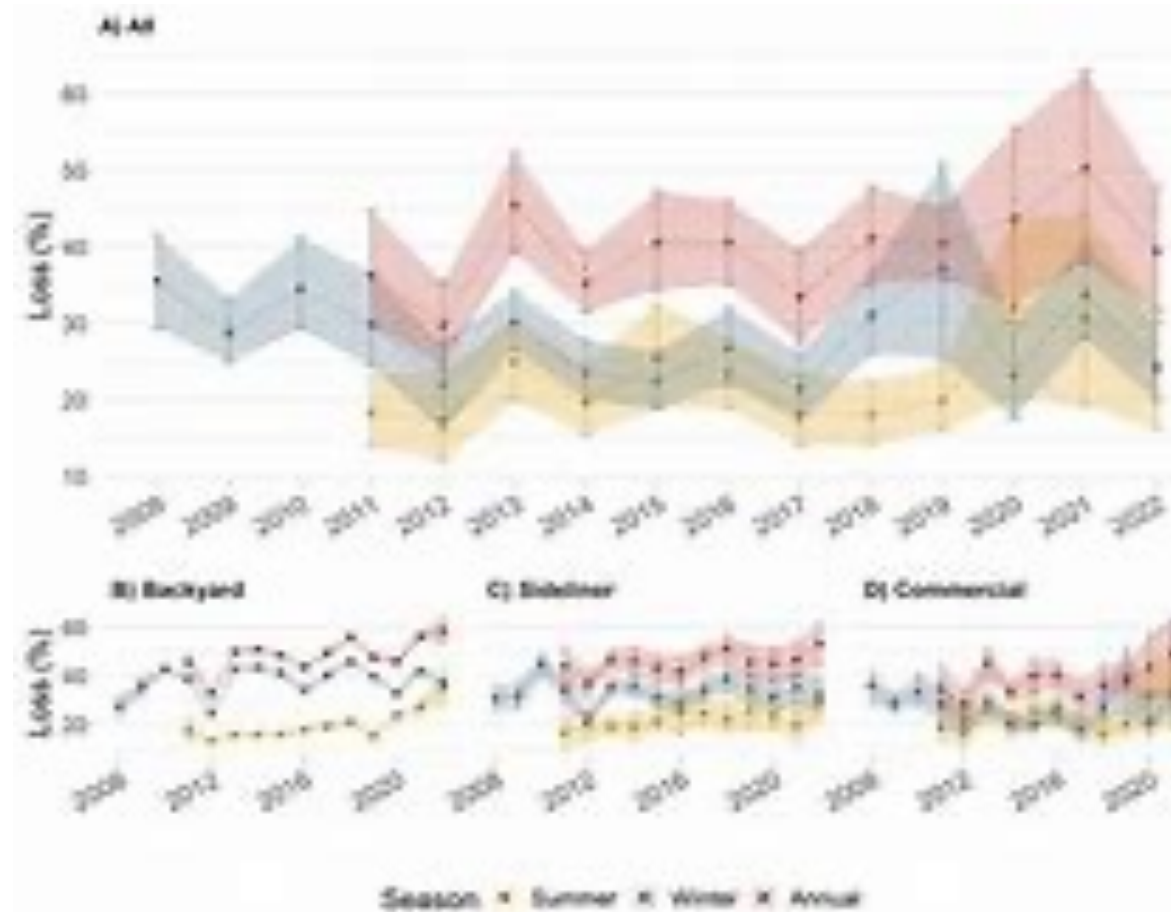 A) All
60
50
40
30
20
10
Loss (%)
2008 2009 2010 2011 2012 2013 2014 2015 2016 2017 2018 2019 2020 2021 2022
B) Backyard C) Sideliner D) Commercial
60
40
20
Loss (%)
2008 2012 2016 2020 2008 2012 2016 2020 2008 2012 2016 2020
Season Summer Winter Annual